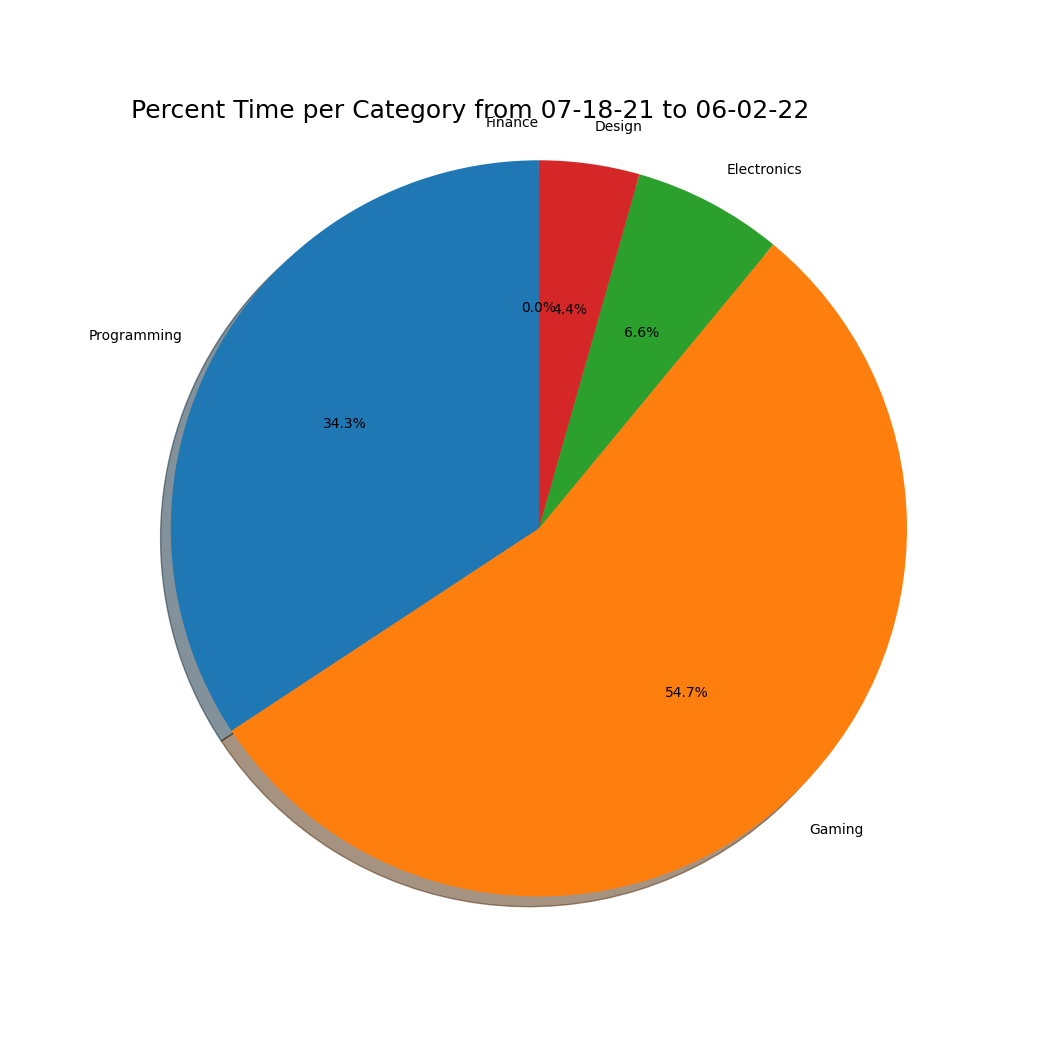 Percent Time per Category from 07-18-21 to 06-02-22
Finance
Design
Electronics
Programming
0.0%
4.4%
6.6%
34.3%
54.7%
Gaming